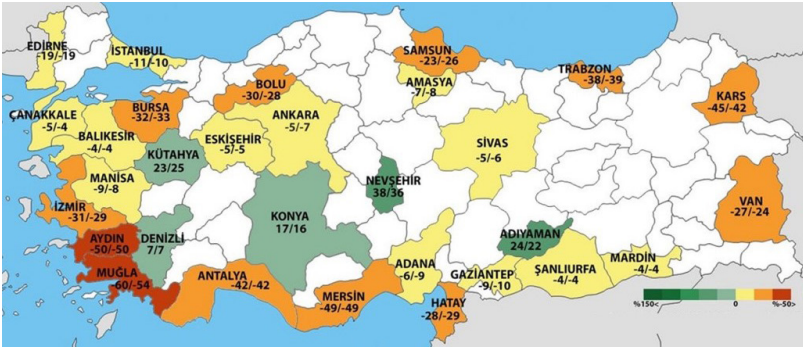 EDİRNE
-19/-19
İSTANBUL
-11/-10
SAMSUN
-23/-26
TRABZON
-38/-39
BOLU
-30/-28
AMASYA
-7/-8
KARS
-45/-42
ÇANAKKALE
-5/-4
BURSA
-32/-33
ANKARA
-5/-7
BALIKESİR
-4/-4
ESKİŞEHİR
-5/-5
SİVAS
-5/-6
KÜTAHYA
23/25
MANİSA
-9/-8
NEVŞEHİR
38/36
VAN
-27/-24
İZMİR
-31/-29
KONYA
17/16
AYDIN
-50/-50
DENİZLİ
7/7
ADIYAMAN
24/22
MUĞLA
-60/-54
ANTALYA
-42/-42
ADANA
-6/-9
GAZİANTEP
-9/-10
ŞANLIURFA
-4/-4
MARDİN
-4/-4
MERSİN
-49/-49
HATAY
-28/-29
%150< 0 %-50>